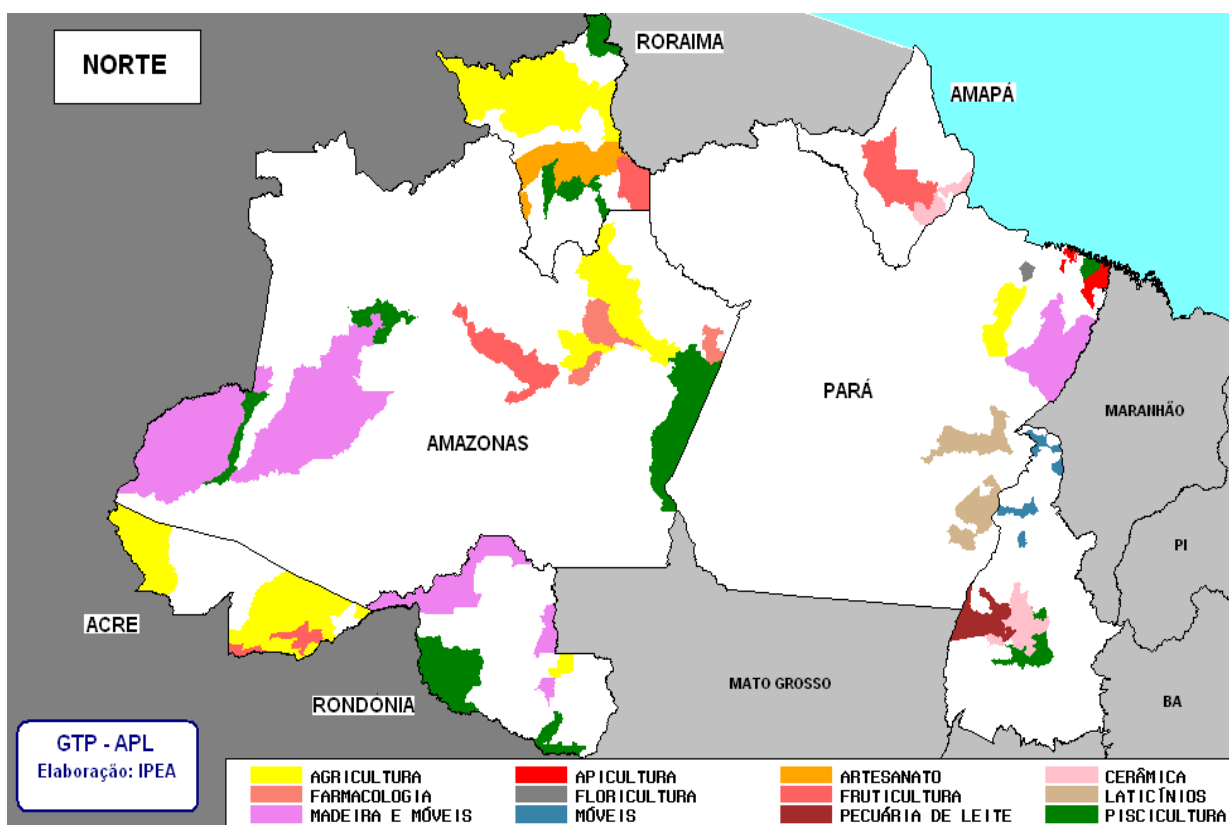 NORTE
RORAIMA
AMAPÁ
PARÁ
MARANHÃO
AMAZONAS
PI
ACRE
MATO GROSSO
BA
RONDÔNIA
GTP - APL
Elaboração: IPEA
AGRICULTURA
APICULTURA
ARTESANATO
CERÂMICA
FARMACOLOGIA
FLORICULTURA
FRUTICULTURA
LATICÍNIOS
MADEIRA E MÓVEIS
MÓVEIS
PECUÁRIA DE LEITE
PISCICULTURA